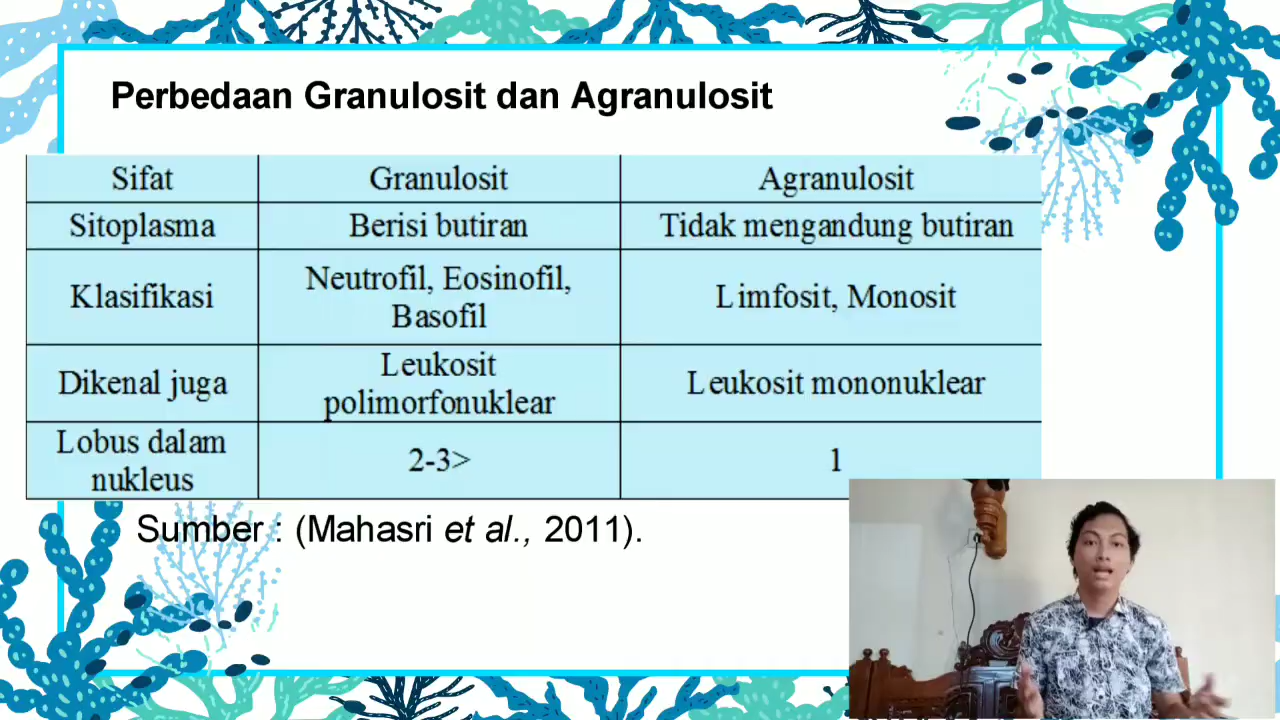 Perbedaan Granulosit dan Agranulosit
Sifat Granulosit Agranulosit
Sitoplasma Berisi butiran Tidak mengandung butiran
Klasifikasi Neutrofil, Eosinofil, Basofil Limfosit, Monosit
Dikenal juga Leukosit polimorfonuklear Leukosit mononuklear
Lobus dalam nukleus 2-3> 1
Sumber : (Mahasri et al., 2011).